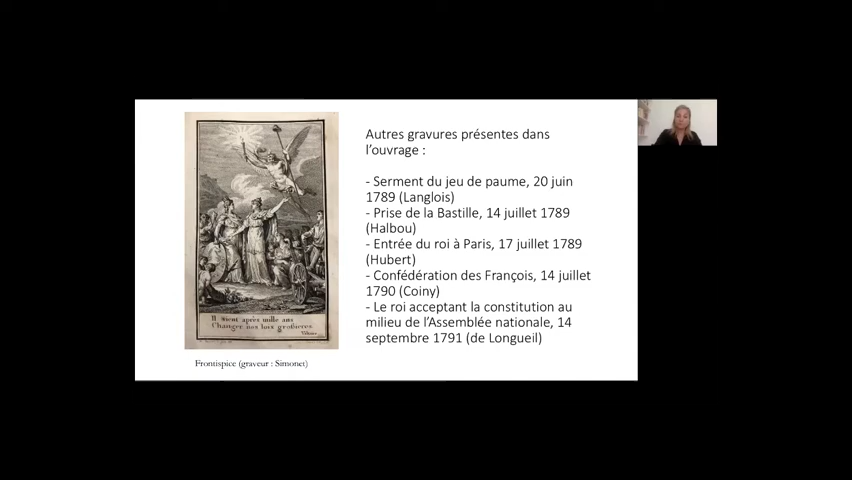 Autres gravures présentes dans
l’ouvrage :
- Serment du jeu de paume, 20 juin
1789 (Langlois)
- Prise de la Bastille, 14 juillet 1789
(Halbou)
- Entrée du roi à Paris, 17 juillet 1789
(Hubert)
- Confédération des François, 14 juillet
1790 (Coiny)
- Le roi acceptant la constitution au
milieu de l’Assemblée nationale, 14
septembre 1791 (de Longueil)
Il vient après mille ans
Changer nos loix grossieres.
Frontispice (graveur : Simonet)